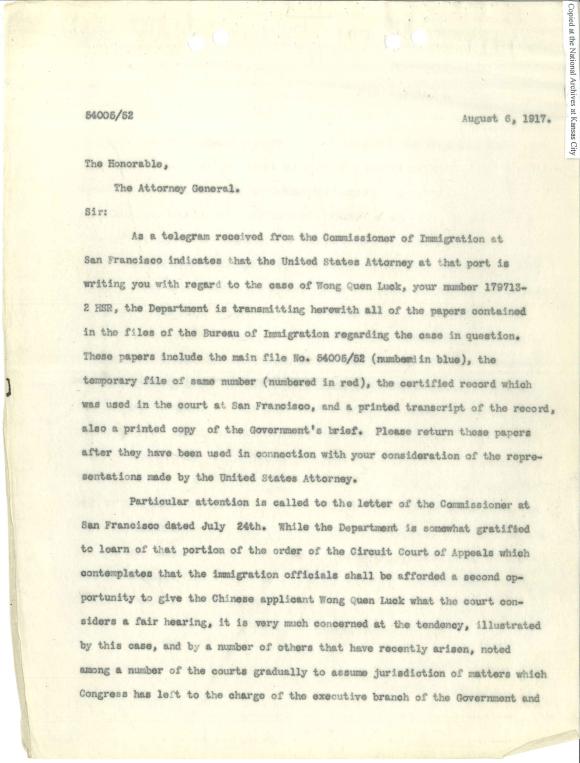 Copied at the National Archives at Kansas City
54005/52
August 6, 1917.
The Honorable,
The Attorney General.
Sir:
As a telegram received from the Commissioner of Immigration at
San Francisco indicates that the United States Attorney at that port is
writing you with regard to the case of Wong Quen Luck, your number 179713-
2 HSR, the Department is transmitting herewith all of the papers contained
in the files of the Bureau of Immigration regarding the case in question.
These papers include the main file No. 54005/52 (numberd in blue), the
temporary file of same number (numbered in red), the certified record which
was used in the court at San Francisco, and a printed transcript of the record,
also a printed copy of the Government's brief. Please return these papers
after they have been used in connection with your consideration of the repre-
sentations made by the United States Attorney.
Particular attention is called to the letter of the Commissioner at
San Francisco dated July 24th. While the Department is somewhat gratified
to learn of that portion of the order of the Circuit Court of Appeals which
contemplates that the immigration officials shall be afforded a second op-
portunity to give the Chinese applicant Wong Quen Luck what the court con-
siders a fair hearing, it is very much concerned at the tendency, illustrated
by this case, and by a number of others that have recently arisen, noted
among a number of the courts gradually to assume jurisdiction of matters which
Congress has left to the charge of the executive branch of the Government and